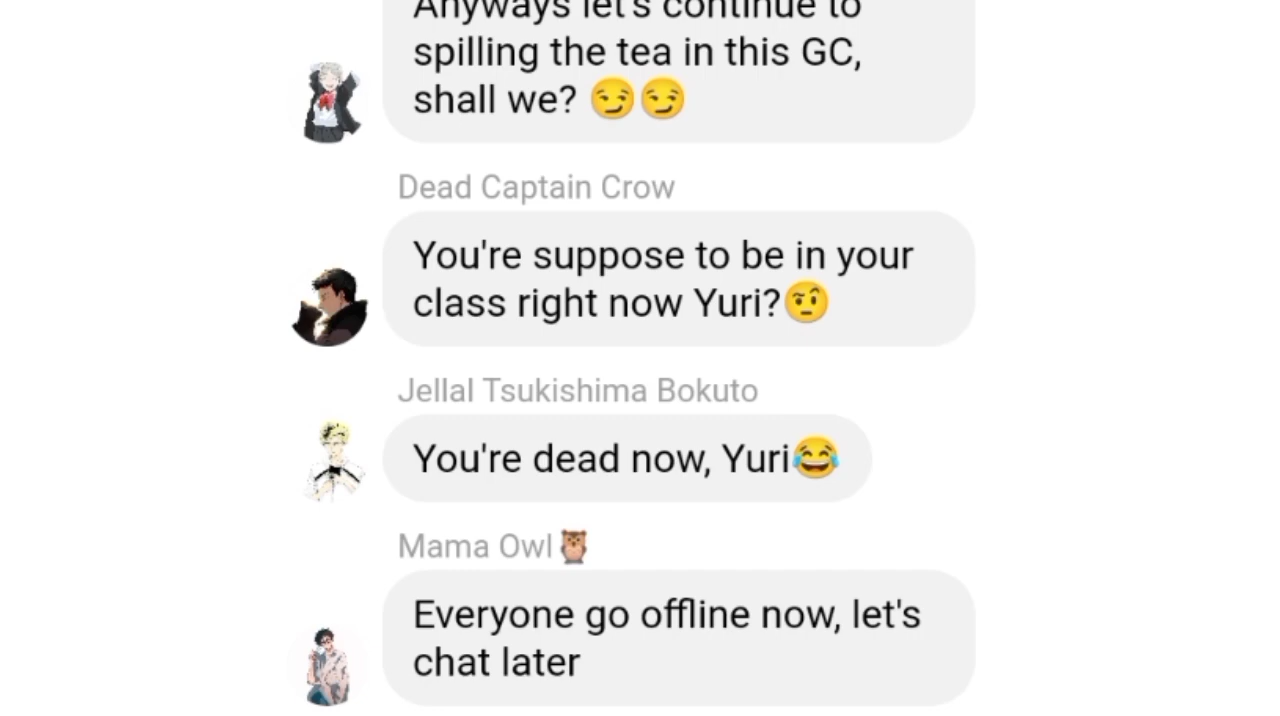 Anyways let's continue to
spilling the tea in this GC,
shall we? 😏😏
Dead Captain Crow
You're suppose to be in your
class right now Yuri?🤨
Jellal Tsukishima Bokuto
You're dead now, Yuri😂
Mama Owl🦉
Everyone go offline now, let's
chat later